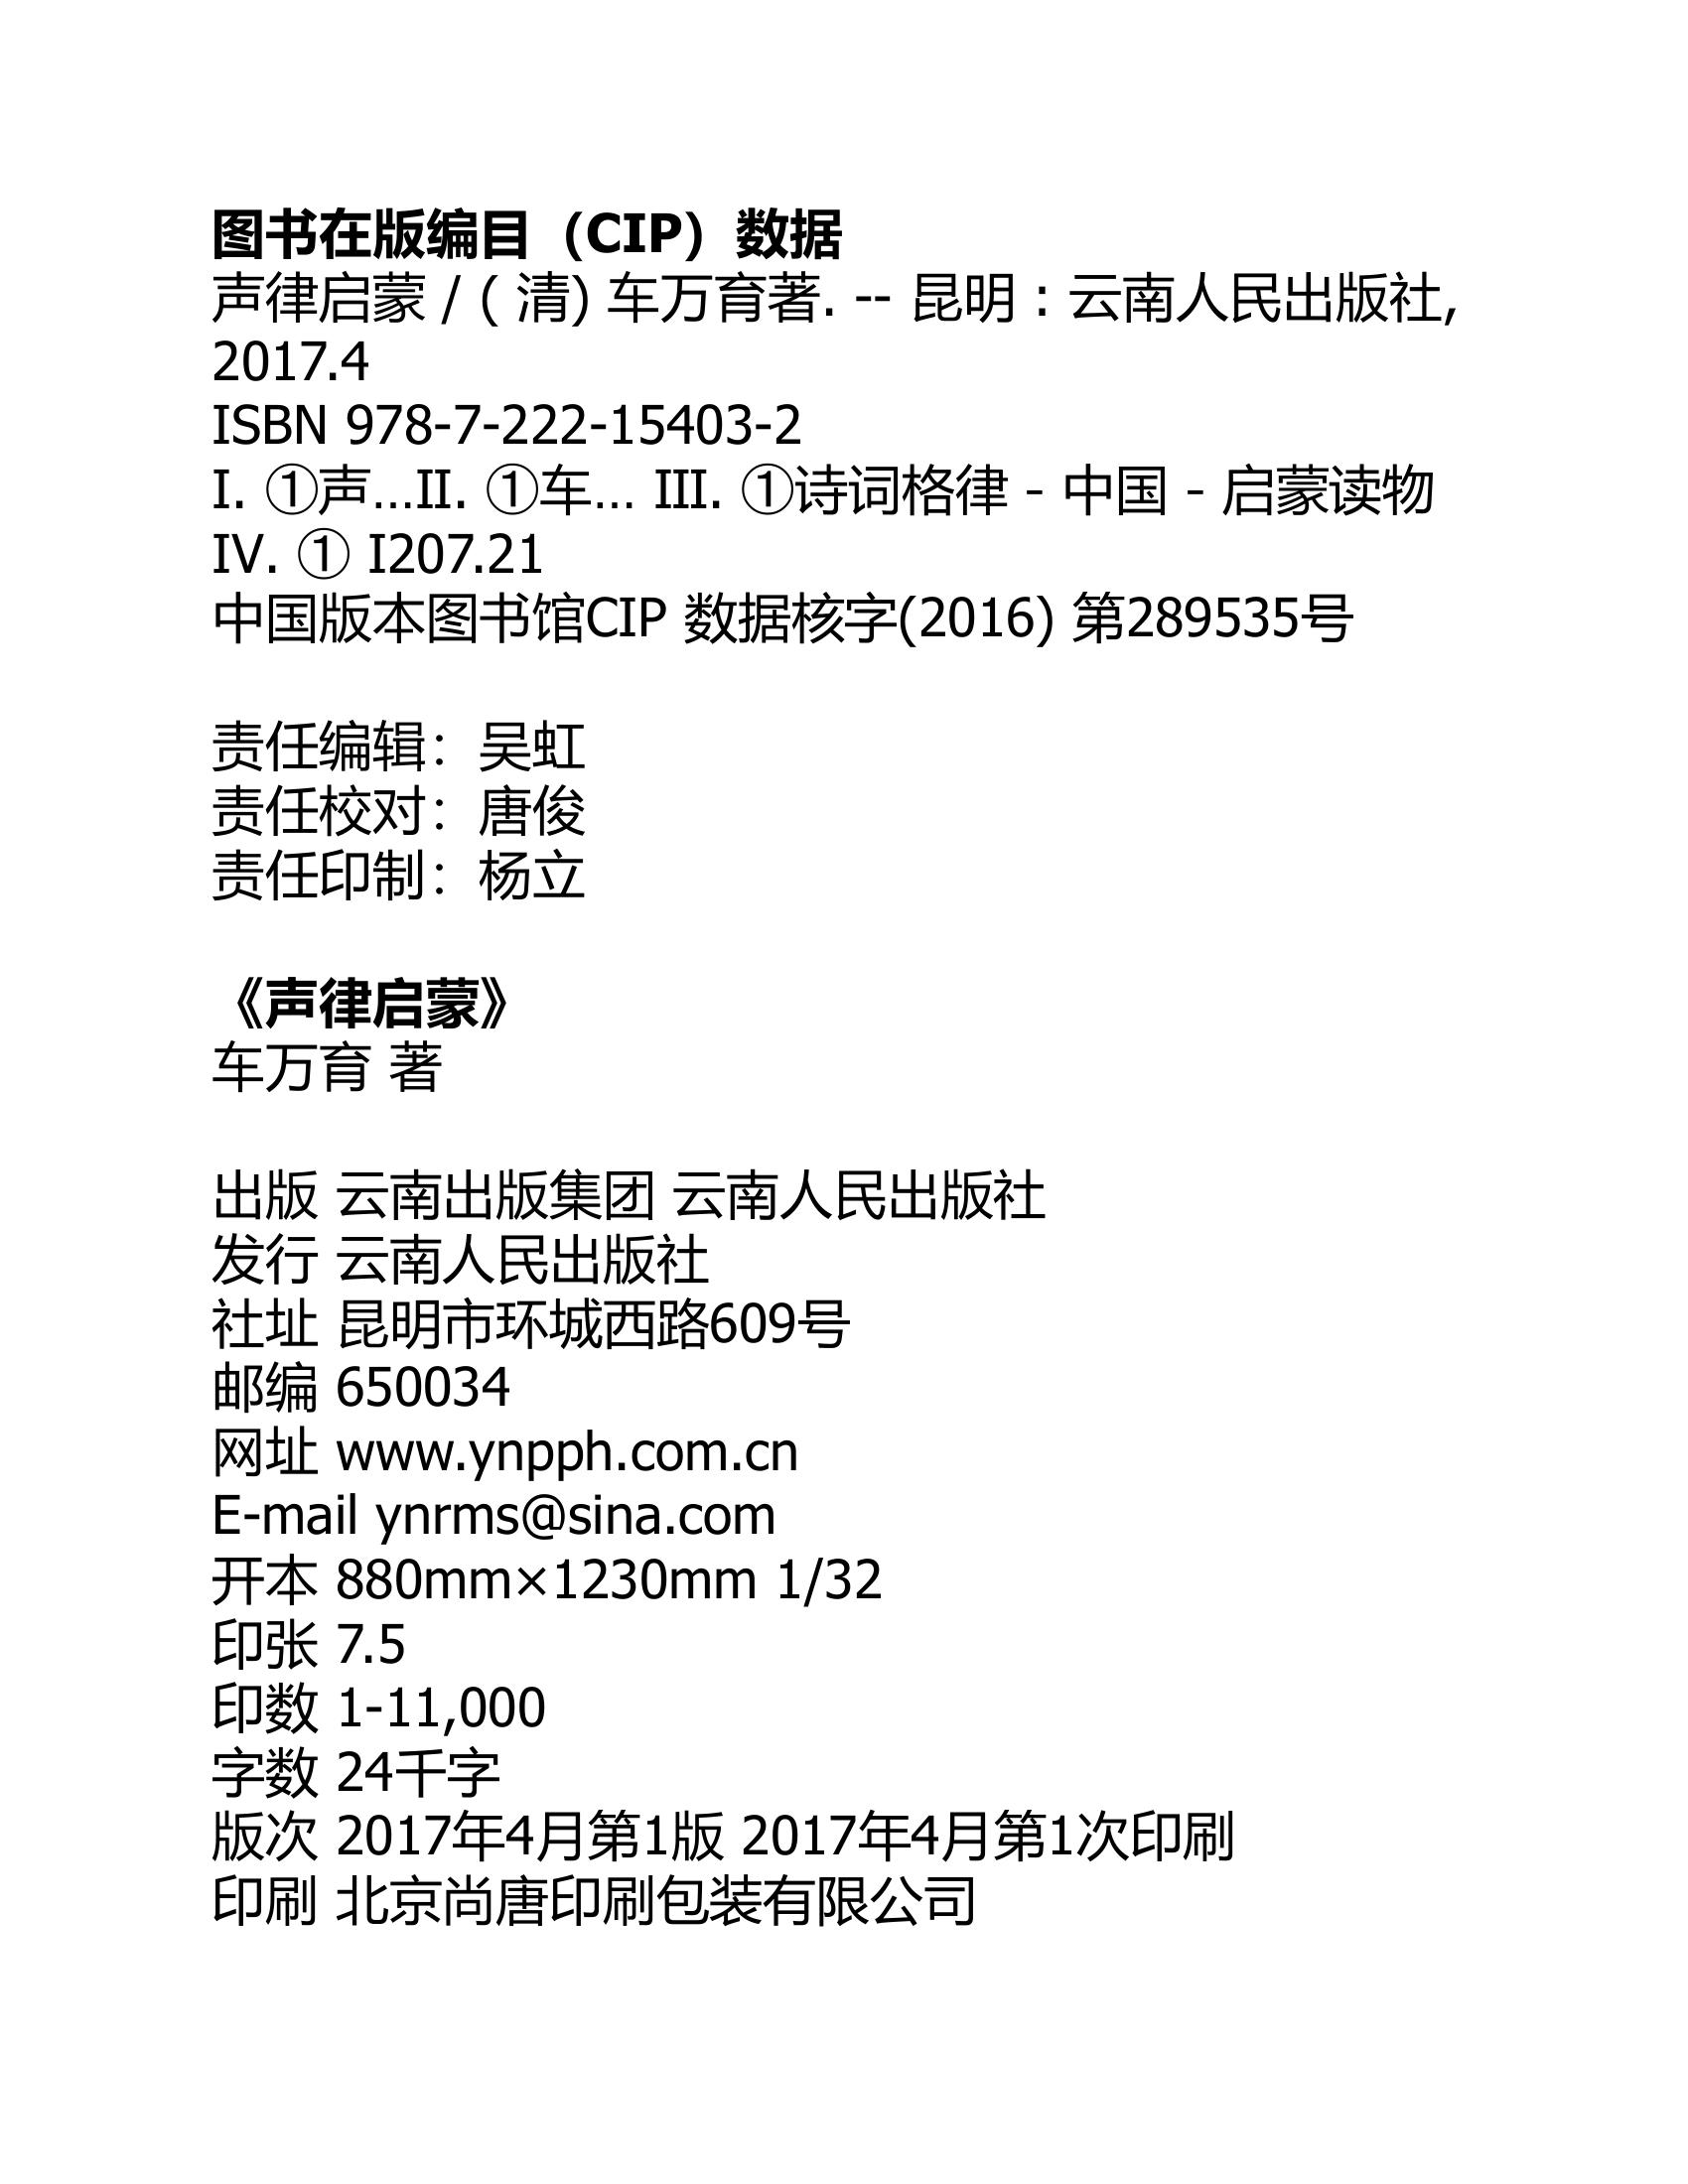 图书在版编目（CIP）数据
声律启蒙 / ( 清) 车万育著. -- 昆明 : 云南人民出版社,
2017.4
ISBN 978-7-222-15403-2
I. ①声…II. ①车… III. ①诗词格律 - 中国 - 启蒙读物
IV. ① I207.21
中国版本图书馆CIP 数据核字(2016) 第289535号
责任编辑：吴虹
责任校对：唐俊
责任印制：杨立
《声律启蒙》
车万育 著
出版 云南出版集团 云南人民出版社
发行 云南人民出版社
社址 昆明市环城西路609号
邮编 650034
网址 www.ynpph.com.cn
E-mail ynrms@sina.com
开本 880mm×1230mm 1/32
印张 7.5
印数 1-11,000
字数 24千字
版次 2017年4月第1版 2017年4月第1次印刷
印刷 北京尚唐印刷包装有限公司